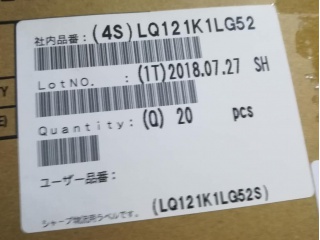 社内品番: (4S)LQ121K1LG52
LotNO. : (1T)2018.07.27 SH
Quantity: (Q) 20 pcs
ユーザー品番:
(LQ121K1LG52S)
シャープ物流用ラベルです。